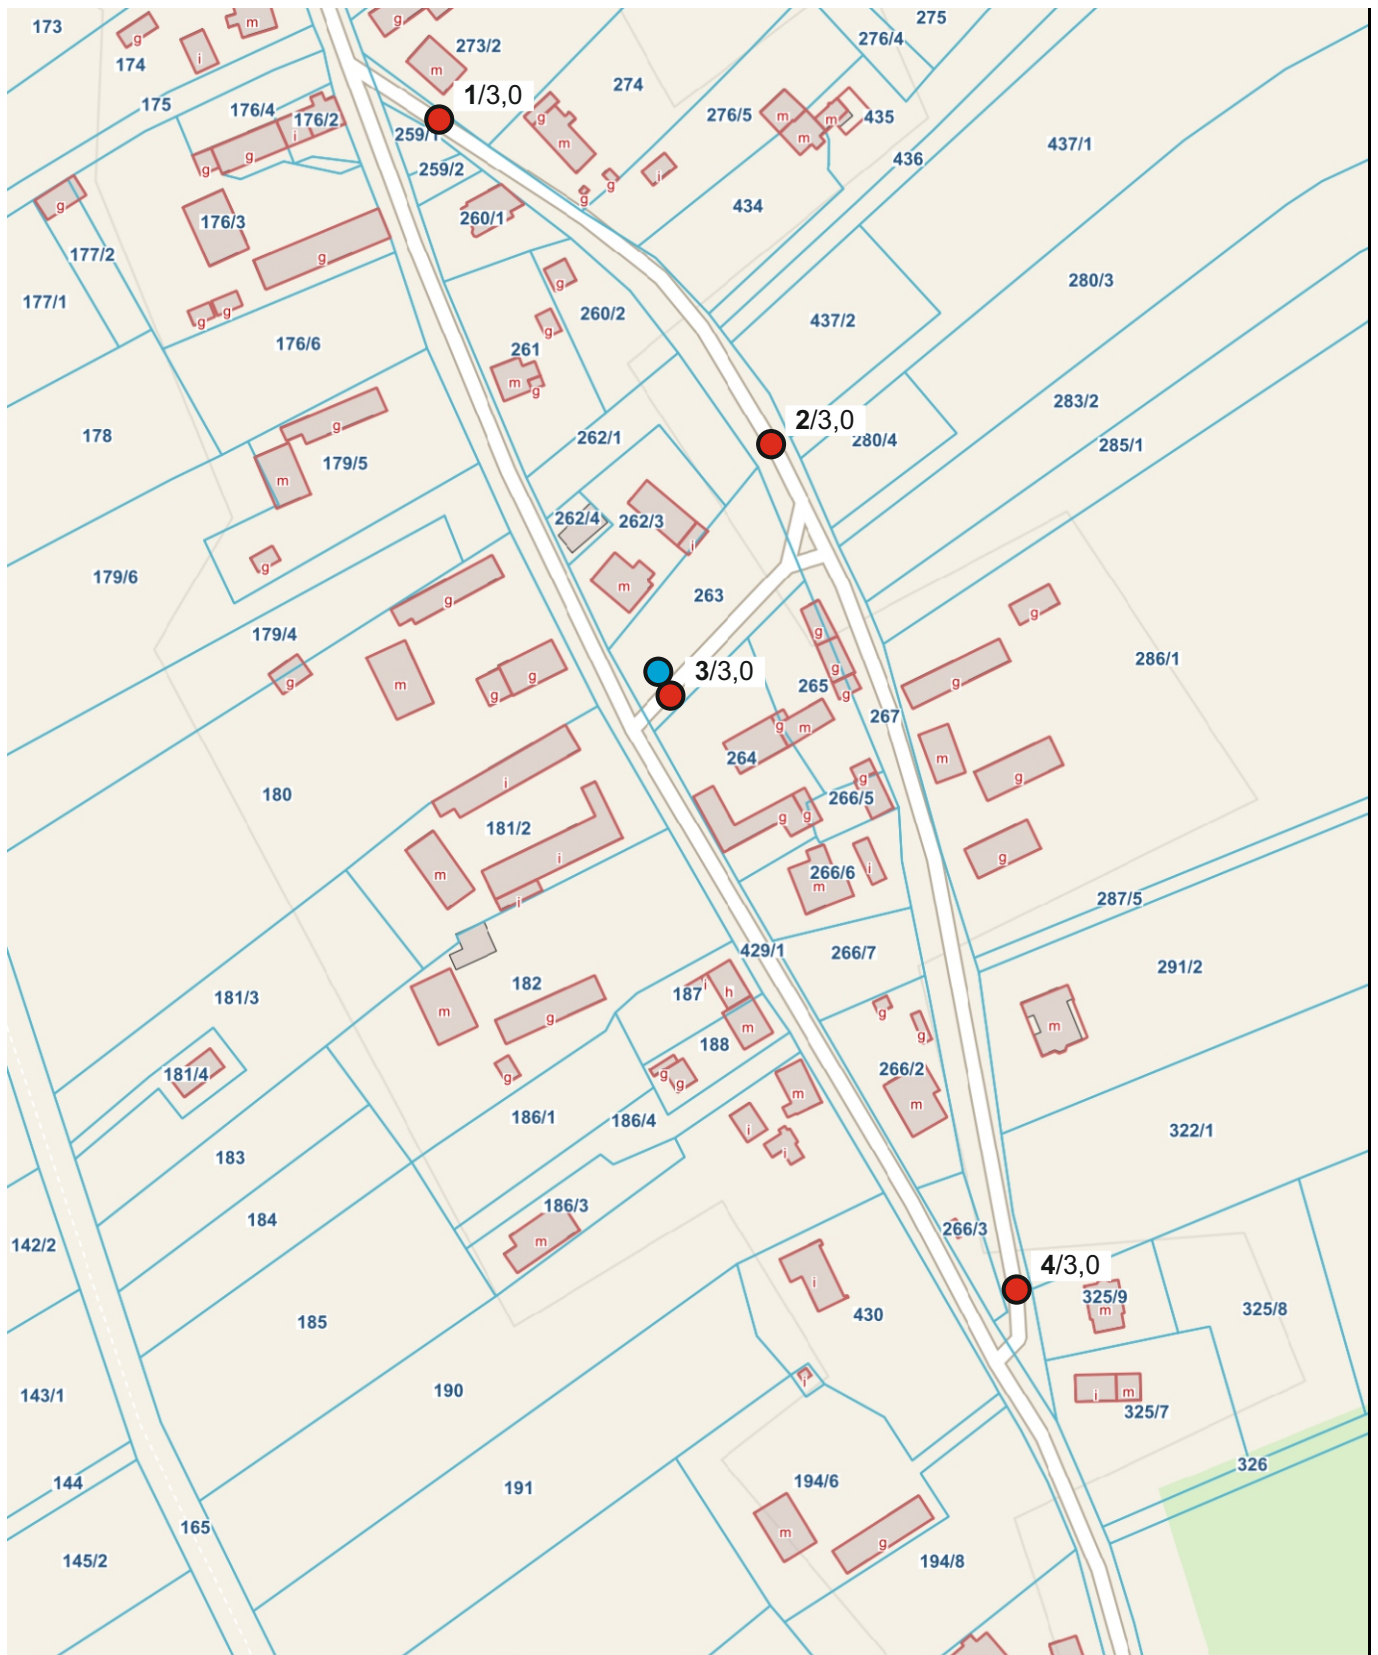 173
g
i
m
g
273/2
275
276/4
174
m
274
175
176/4
176/2
1/3,0
276/5
m
m
m
435
259/1
i
g
g
g
m
437/1
436
259/2
i
g
g
g
434
260/1
176/3
177/2
g
177/1
g
g
g
260/2
437/2
280/3
176/6
g
261
m
g
283/2
178
g
179/5
m
262/1
2/3,0
280/4
285/1
262/4
262/3
i
m
179/6
g
g
263
g
g
179/4
g
m
g
g
g
g
265
286/1
g
3/3,0
267
g
m
264
m
g
180
i
181/2
m
i
i
g
g
g
266/5
g
266/6
m
i
287/5
429/1
266/7
291/2
181/3
182
m
g
g
187
i
h
m
188
g
g
g
g
m
181/4
266/2
m
186/1
186/4
m
i
i
322/1
183
184
186/3
m
142/2
266/3
4/3,0
185
i
430
325/9
m
325/8
143/1
190
i
i
m
325/7
144
191
194/6
326
165
m
g
145/2
194/8